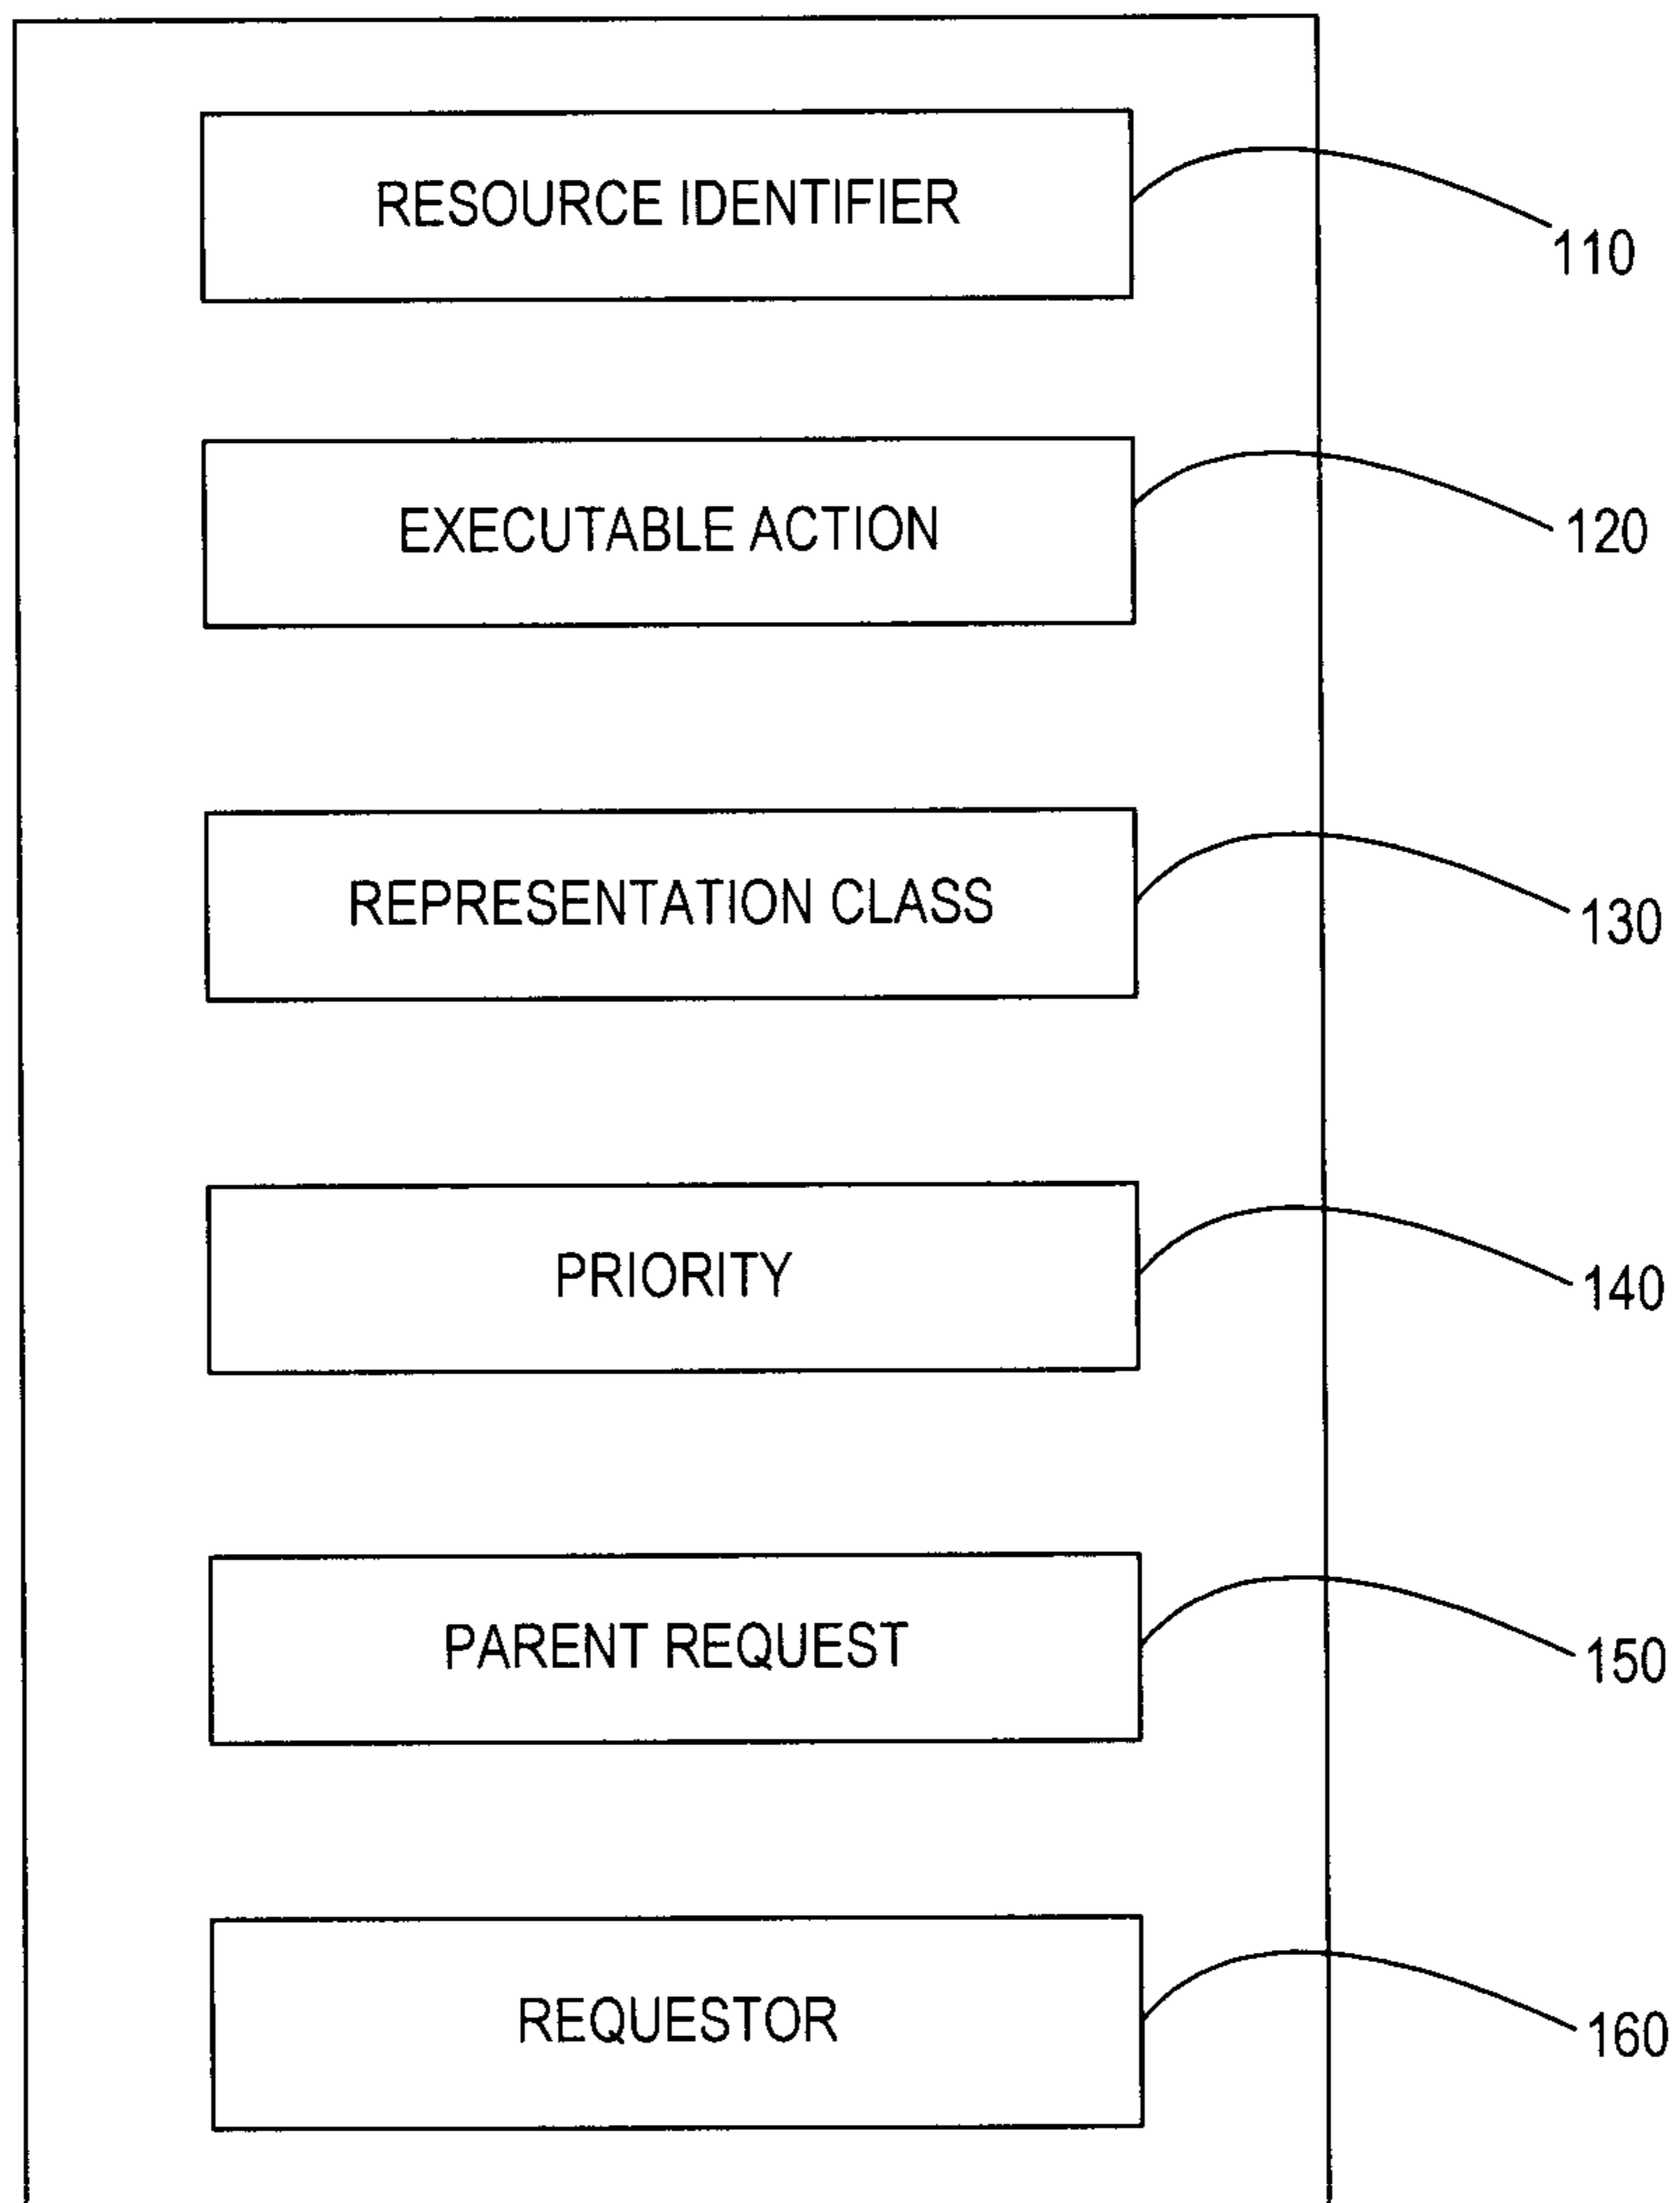 RESOURCE IDENTIFIER
110
EXECUTABLE ACTION
120
REPRESENTATION CLASS
130
PRIORITY
140
PARENT REQUEST
150
REQUESTOR
160